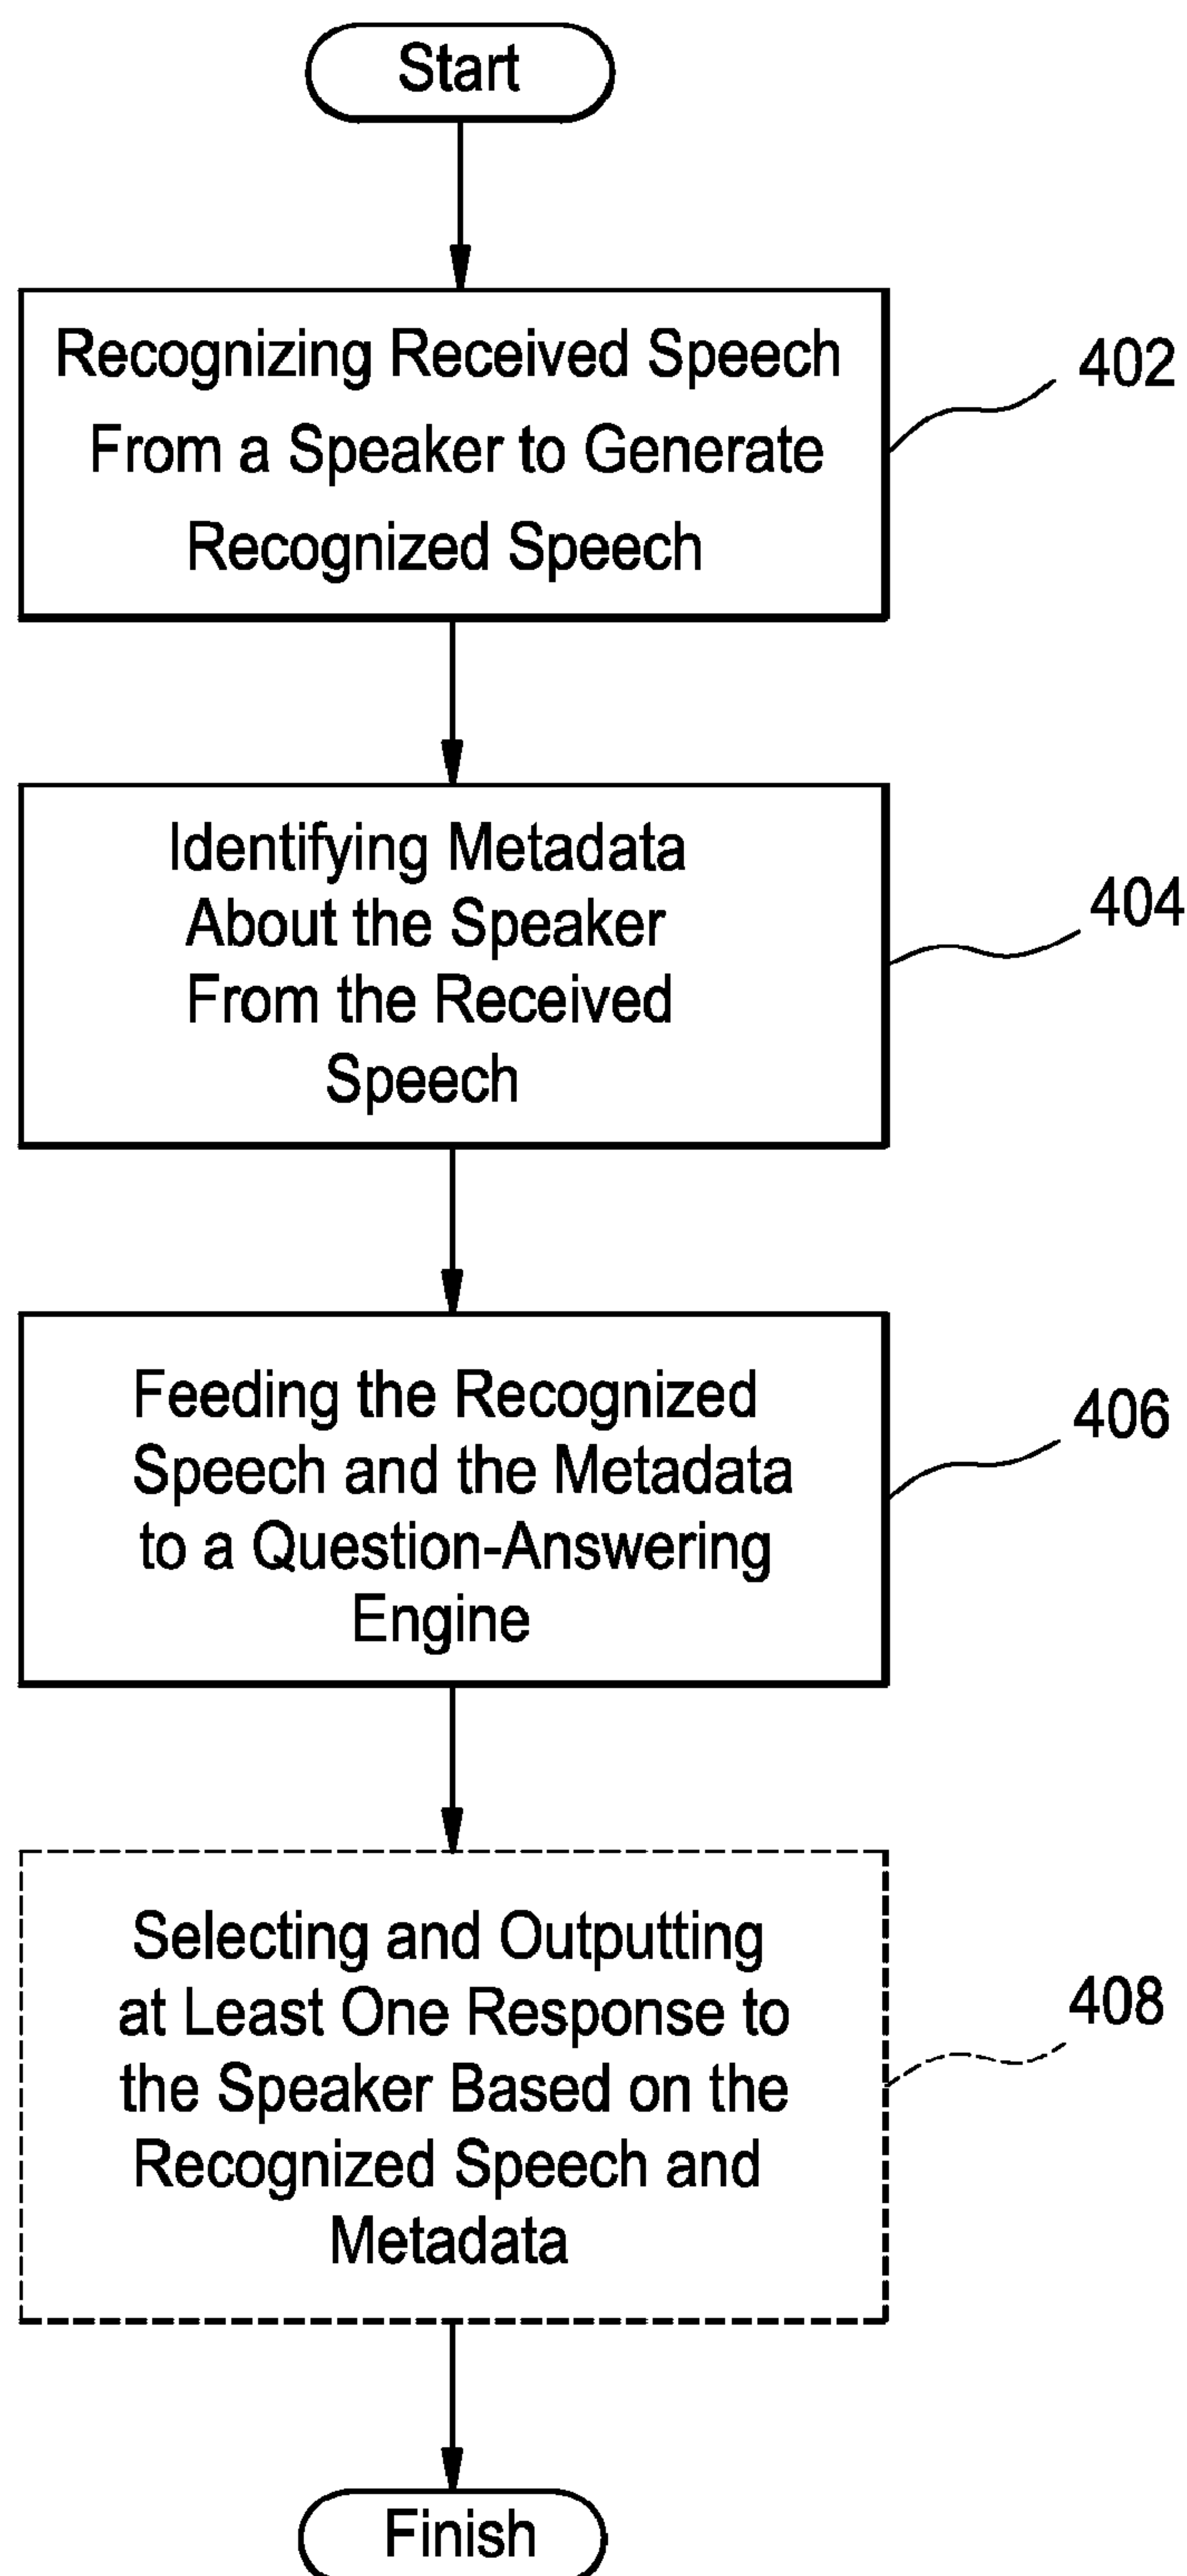 Start
Recognizing Received Speech
From a Speaker to Generate
Recognized Speech
402
Identifying Metadata
About the Speaker
From the Received
Speech
404
Feeding the Recognized
Speech and the Metadata
to a Question-Answering
Engine
406
Selecting and Outputting
at Least One Response to
the Speaker Based on the
Recognized Speech and
Metadata
408
Finish